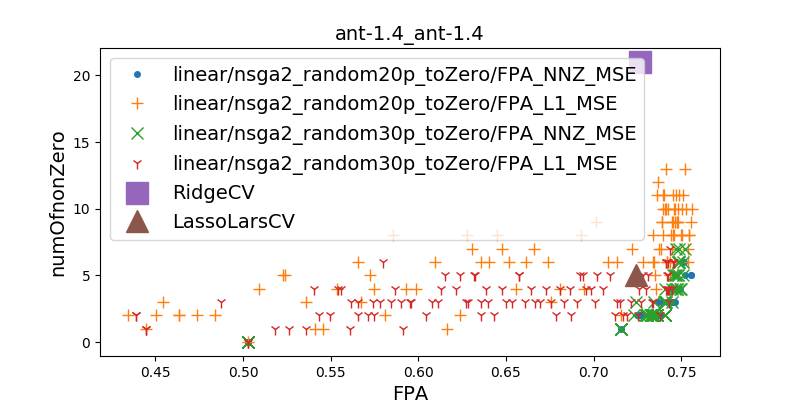 ant-1.4_ant-1.4
linear/nsga2_random20p_toZero/FPA_NNZ_MSE
linear/nsga2_random20p_toZero/FPA_L1_MSE
linear/nsga2_random30p_toZero/FPA_NNZ_MSE
linear/nsga2_random30p_toZero/FPA_L1_MSE
RidgeCV
LassoLarsCV
numOfnonZero
20
15
10
5
0
0.45 0.50 0.55 0.60 0.65 0.70 0.75
FPA